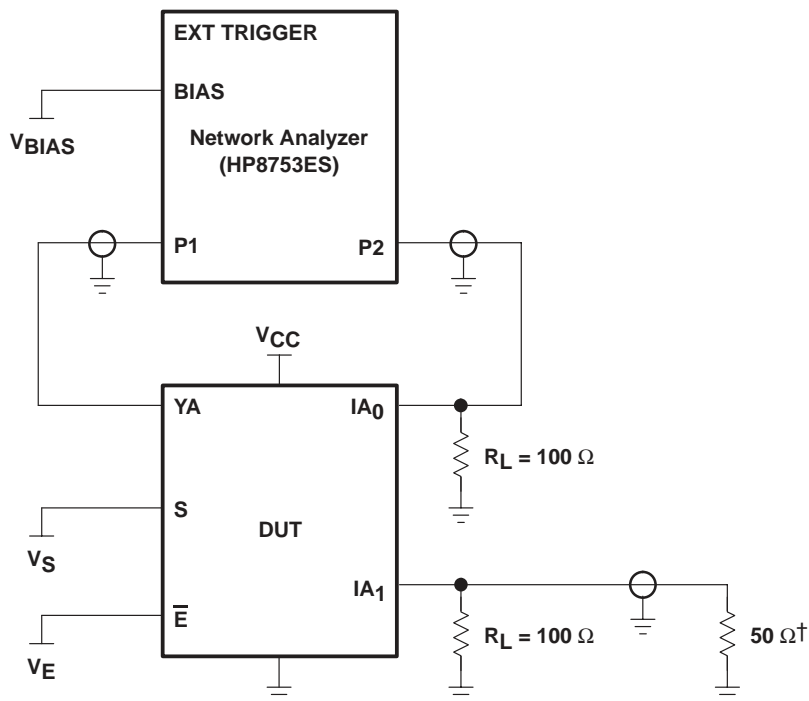 EXT TRIGGER
BIAS
VBIAS
Network Analyzer
(HP8753ES)
P1
P2
VCC
YA
IA0
RL = 100 Ω
S
DUT
VS
IA1
E̅
RL = 100 Ω
50 Ω†
VE